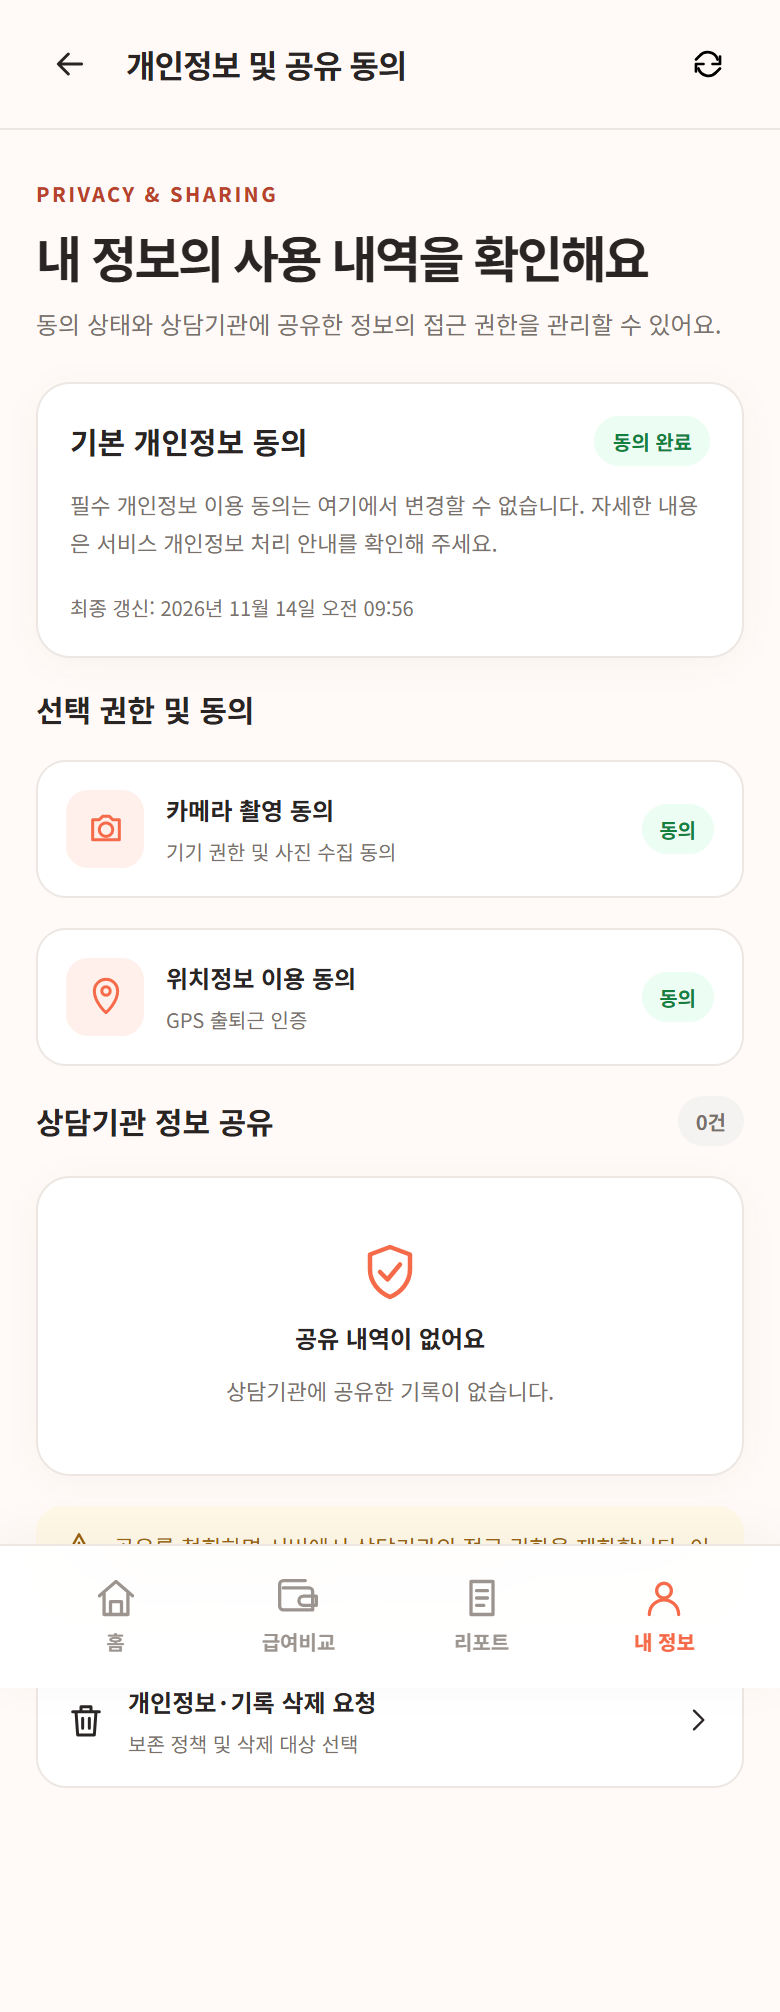 개인정보 및 공유 동의
PRIVACY & SHARING
내 정보의 사용 내역을 확인해요
동의 상태와 상담기관에 공유한 정보의 접근 권한을 관리할 수 있어요.
기본 개인정보 동의
동의 완료
필수 개인정보 이용 동의는 여기에서 변경할 수 없습니다. 자세한 내용
은 서비스 개인정보 처리 안내를 확인해 주세요.
최종 갱신: 2026년 11월 14일 오전 09:56
선택 권한 및 동의
카메라 촬영 동의
기기 권한 및 사진 수집 동의
동의
위치정보 이용 동의
GPS 출퇴근 인증
동의
상담기관 정보 공유
0건
공유 내역이 없어요
상담기관에 공유한 기록이 없습니다.
홈
급여비교
리포트
내 정보
개인정보·기록 삭제 요청
보존 정책 및 삭제 대상 선택